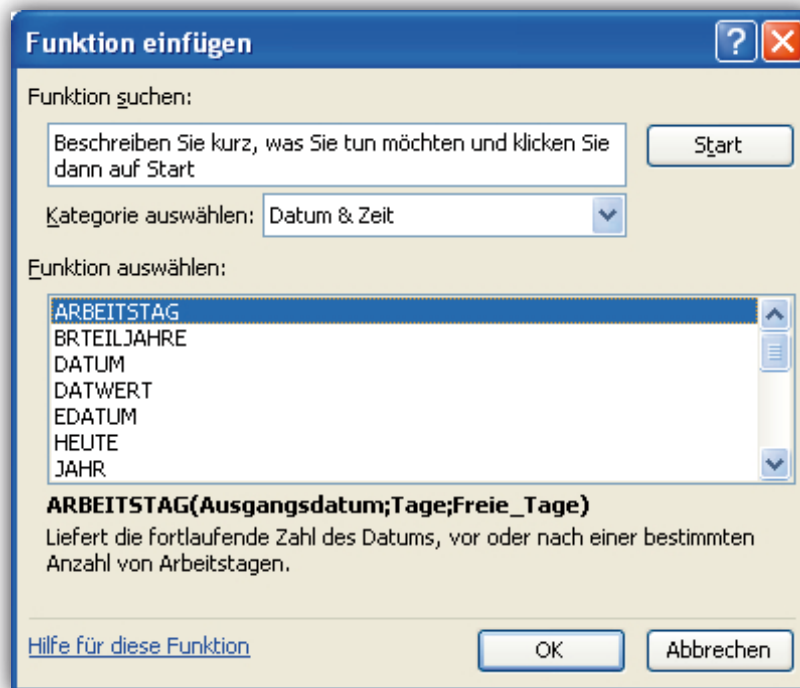 Funktion einfügen
Funktion suchen:
Beschreiben Sie kurz, was Sie tun möchten und klicken Sie
dann auf Start
Start
Kategorie auswählen: Datum & Zeit
Funktion auswählen:
ARBEITSTAG
BRTEILJAHRE
DATUM
DATWERT
EDATUM
HEUTE
JAHR
ARBEITSTAG(Ausgangsdatum;Tage;Freie_Tage)
Liefert die fortlaufende Zahl des Datums, vor oder nach einer bestimmten
Anzahl von Arbeitstagen.
Hilfe für diese Funktion
OK
Abbrechen